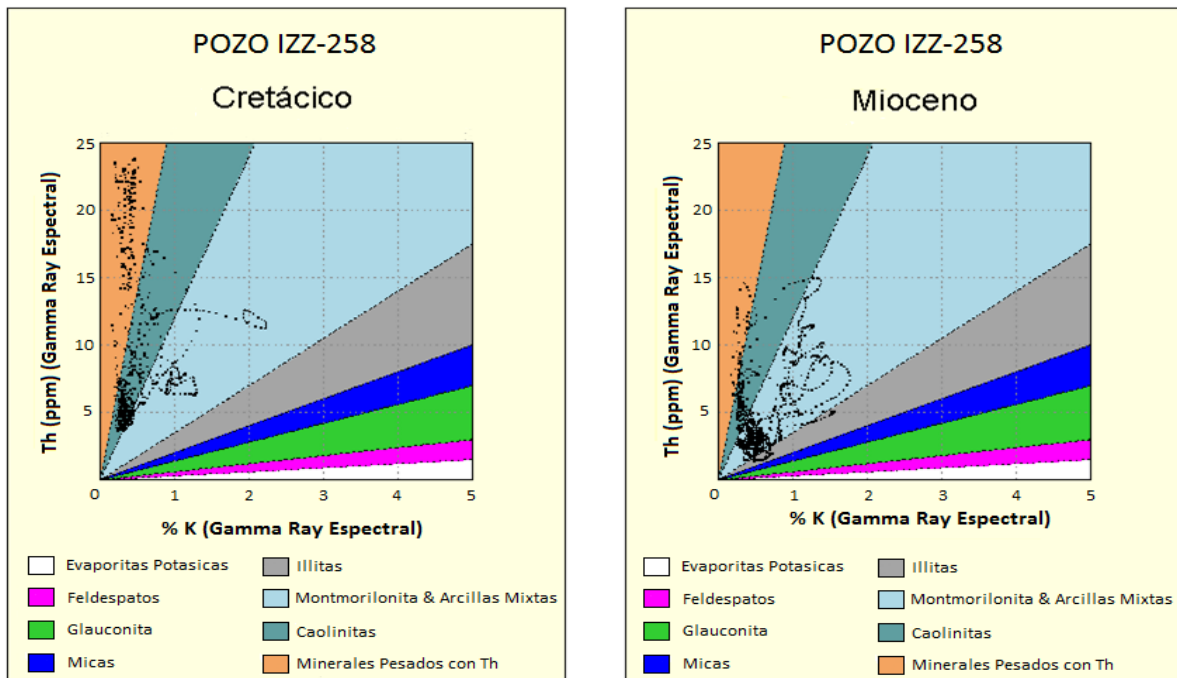 POZO IZZ-258
Cretácico
Th (ppm) (Gamma Ray Espectral)
25
20
15
10
5
0
1
2
3
4
5
% K (Gamma Ray Espectral)
Evaporitas Potasicas
Illitas
Feldespatos
Montmorilonita & Arcillas Mixtas
Glauconita
Caolinitas
Micas
Minerales Pesados con Th
POZO IZZ-258
Mioceno
Th (ppm) (Gamma Ray Espectral)
25
20
15
10
5
0
1
2
3
4
5
% K (Gamma Ray Espectral)
Evaporitas Potasicas
Illitas
Feldespatos
Montmorilonita & Arcillas Mixtas
Glauconita
Caolinitas
Micas
Minerales Pesados con Th